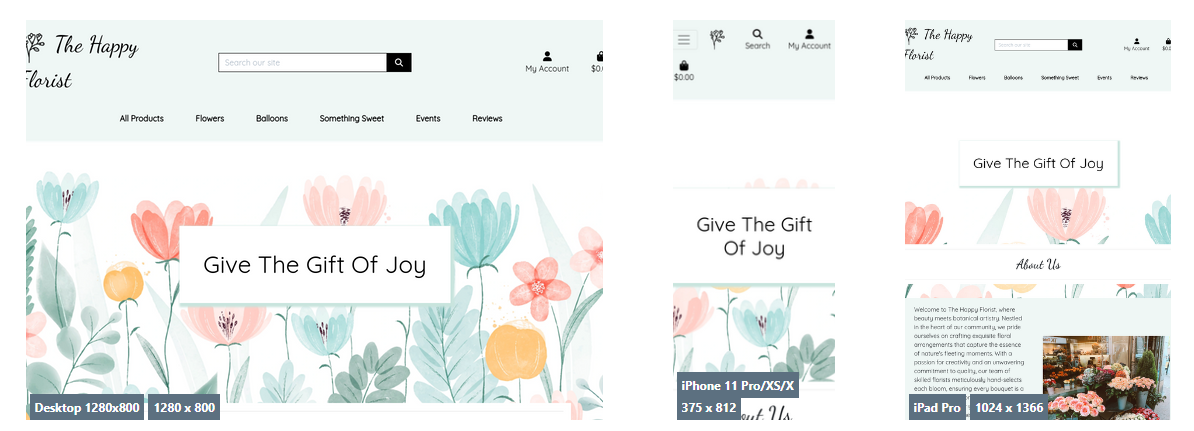 The Happy
Florist
Search our site
My Account
$0.
All Products
Flowers
Balloons
Something Sweet
Events
Reviews
Give The Gift Of Joy
Desktop 1280x800
1280 x 800
Search
My Account
$0.00
Give The Gift
Of Joy
iPhone 11 Pro/XS/X
375 x 812
out Us
The Happy
Florist
Search our site
My Account
$0.0
All Products
Flowers
Balloons
Something Sweet
Events
Reviews
Give The Gift Of Joy
About Us
Welcome to The Happy Florist, where
beauty meets botanical artistry. Nestled
in the heart of our community, we pride
ourselves on crafting exquisite floral
arrangements that capture the essence
of nature's fleeting moments. With a
passion for creativity and an unwavering
commitment to quality, our team of
skilled florists meticulously hand-selects
each bloom, ensuring every bouquet is a
iPad Pro
1024 x 1366